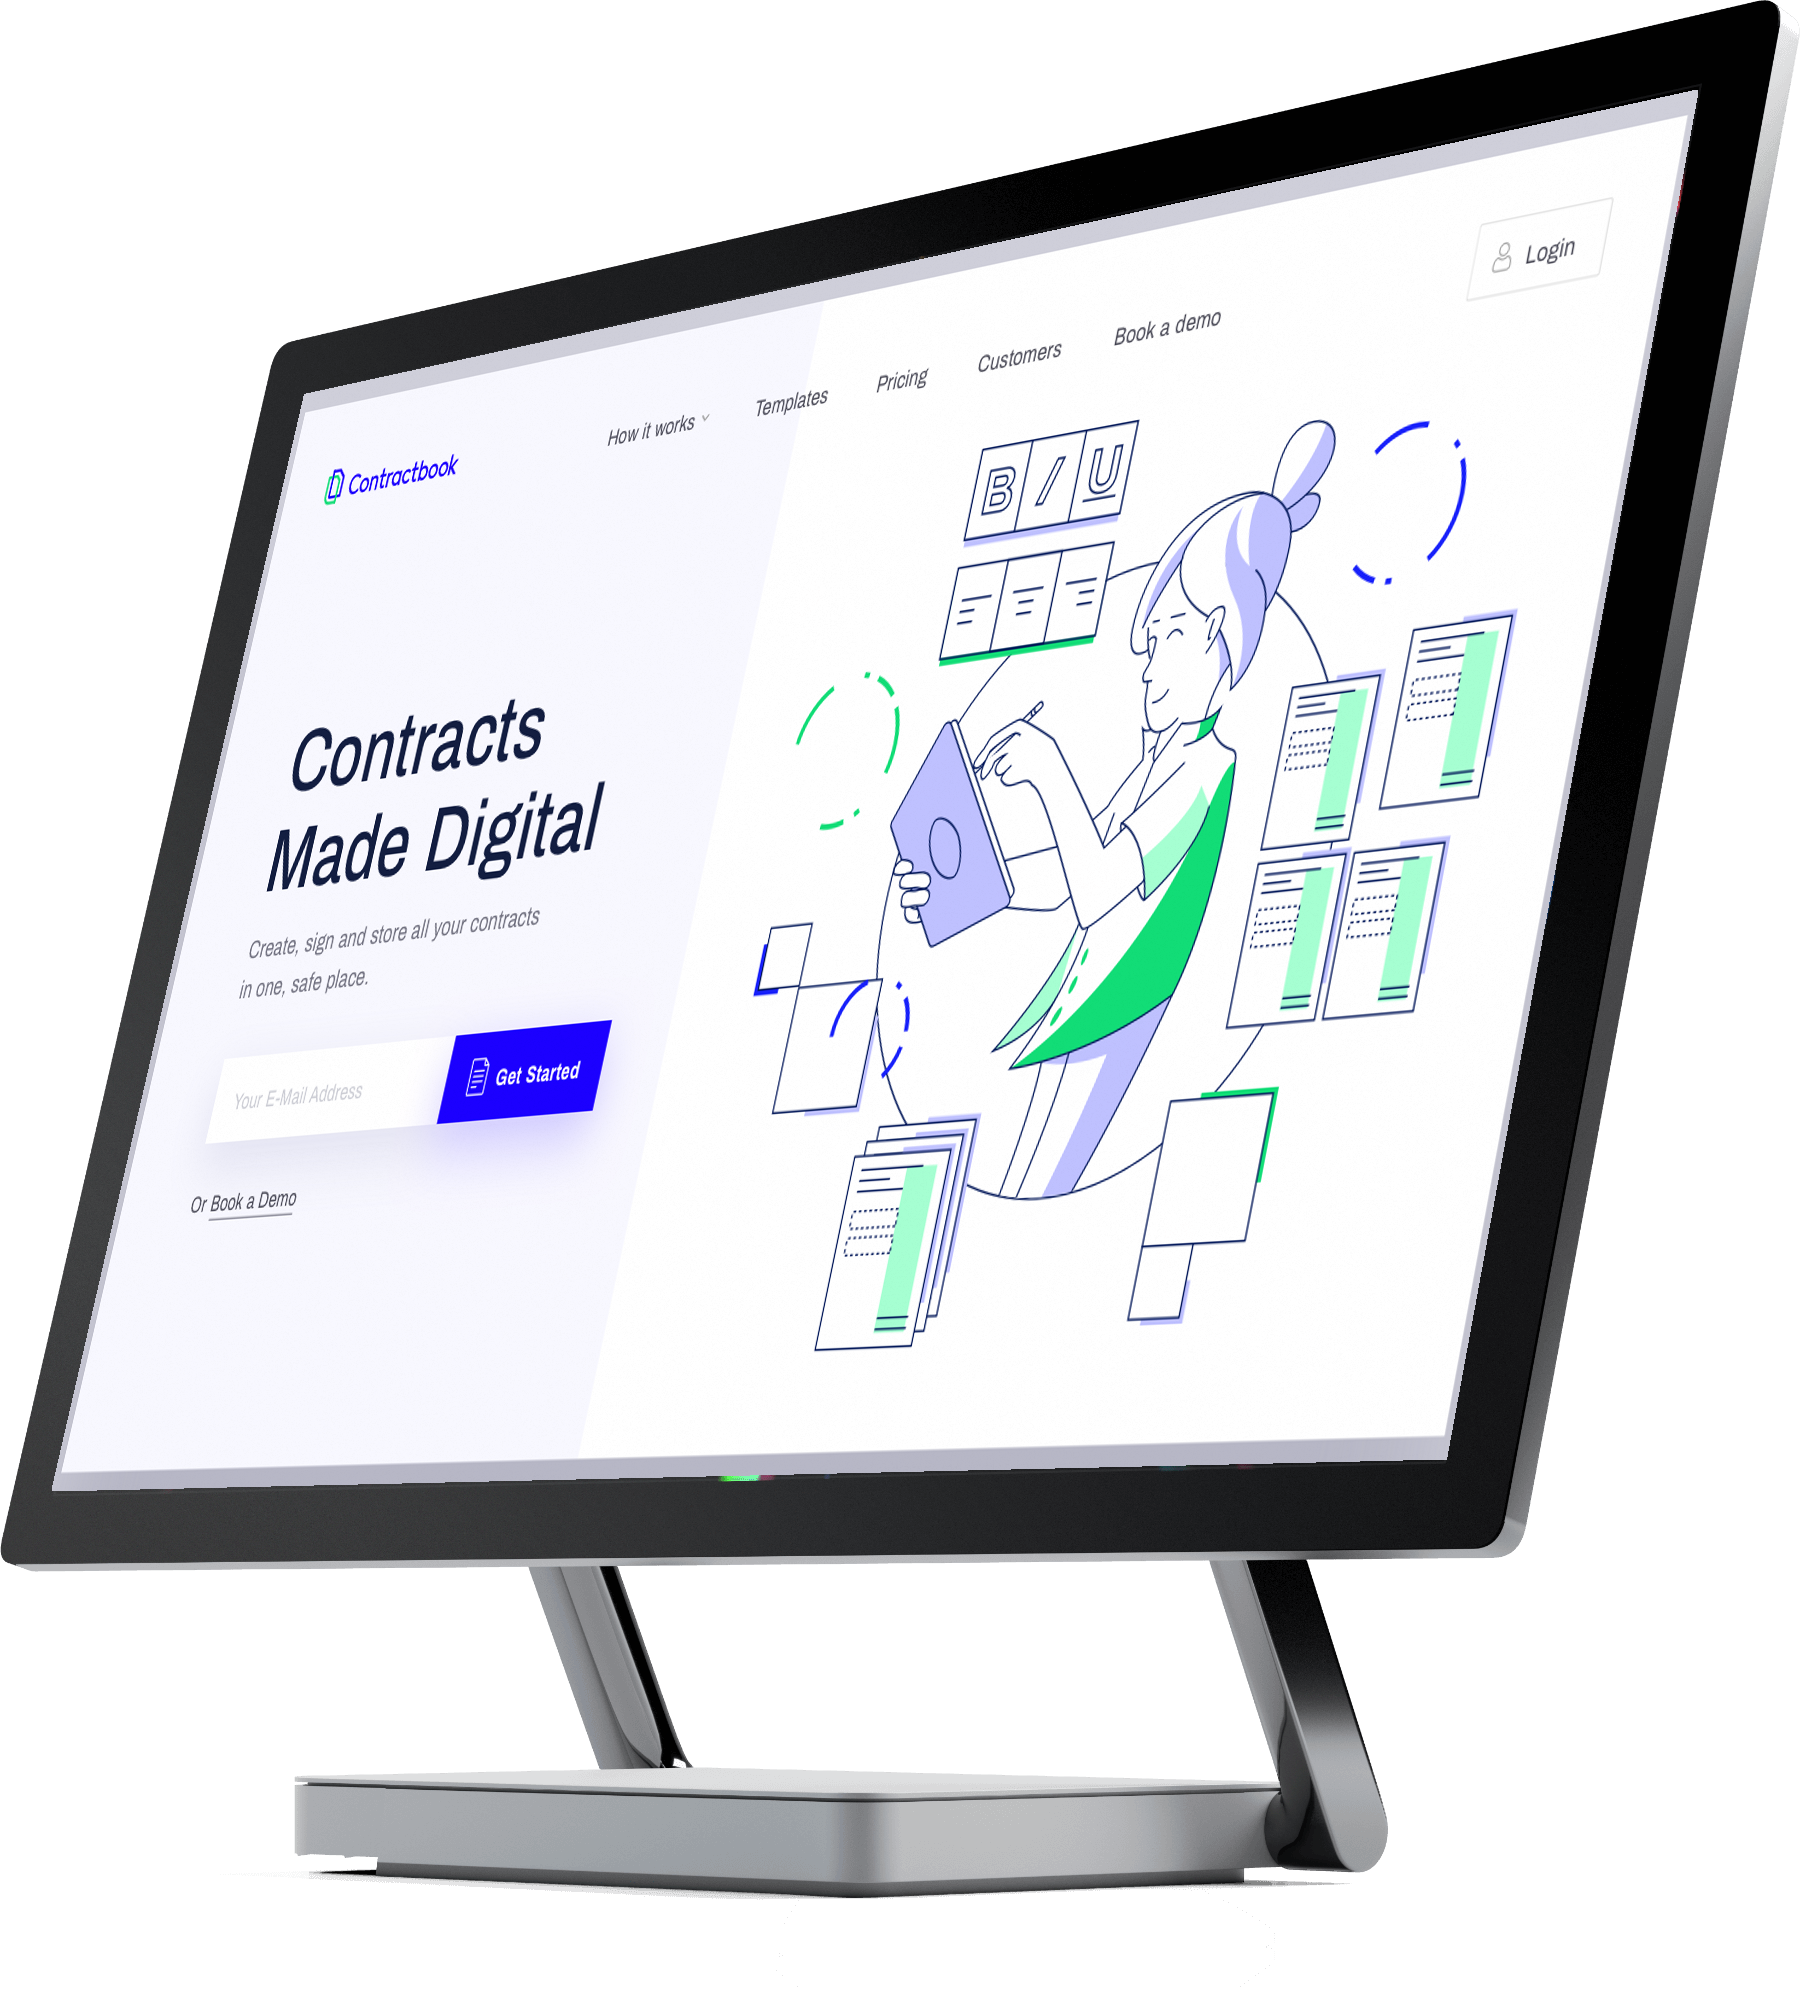 Contractbook
How it works
Templates
Pricing
Customers
Book a demo
Login
B I U
Contracts
Made Digital
Create, sign and store all your contracts
in one, safe place.
Your E-Mail Address
Get Started
Or Book a Demo